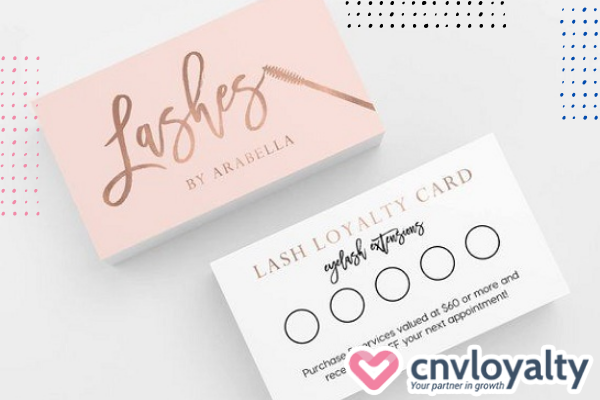 Lashes
BY ARABELLA
LASH LOYALTY CARD
eyelash extensions
Purchase services valued at $60 or more and
your next appointment!
cnvloyalty
Your partner in growth